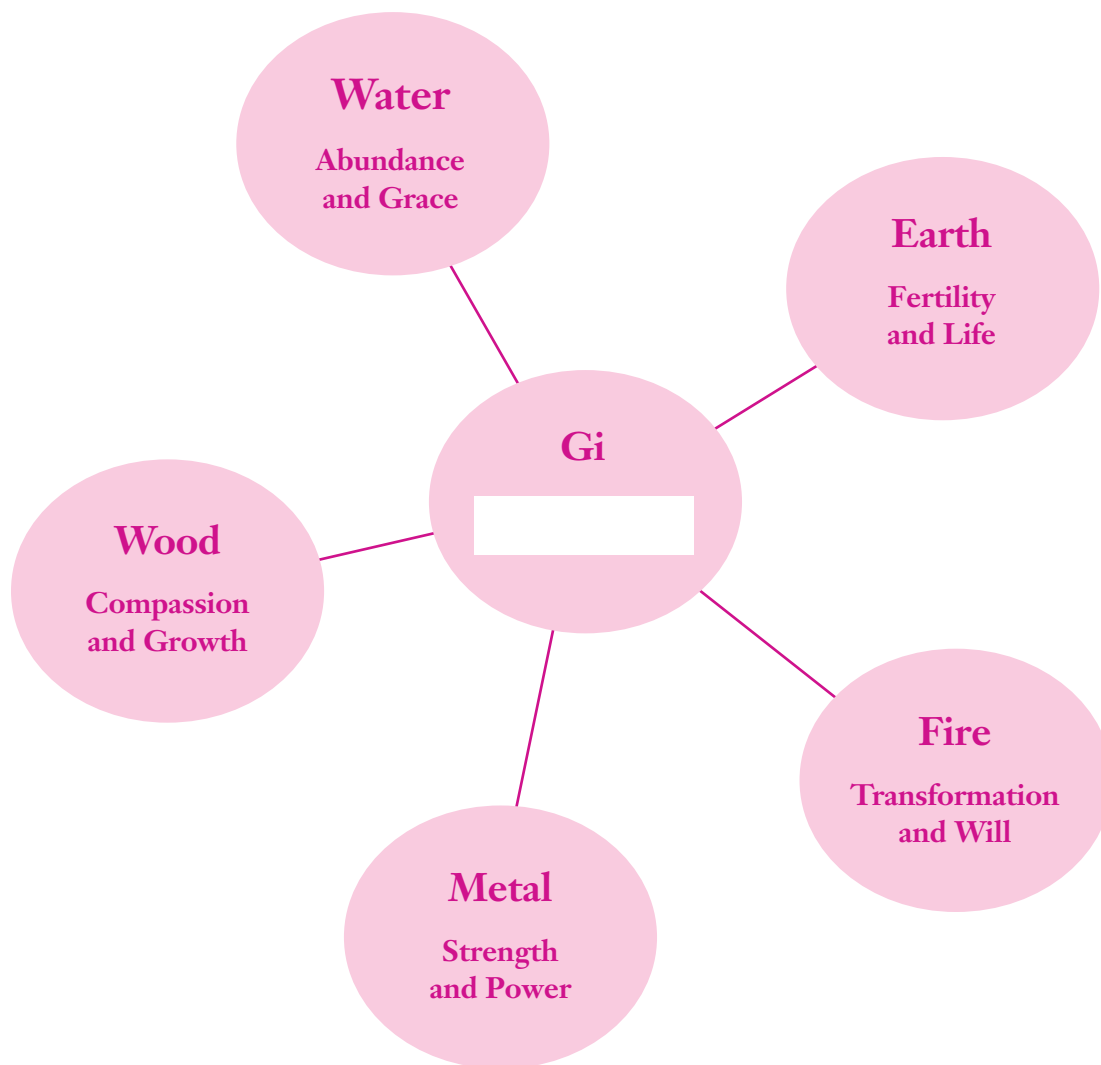 Water
Abundance
and Grace
Earth
Fertility
and Life
Gi
Wood
Compassion
and Growth
Fire
Transformation
and Will
Metal
Strength
and Power